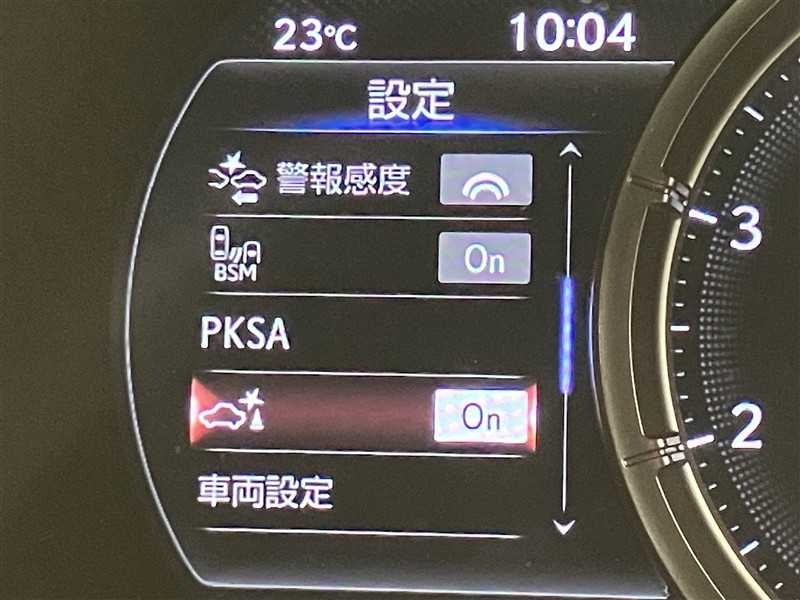 23℃ 10:04
設定
警報感度
BSM On
PKSA
On
車両設定
3
2